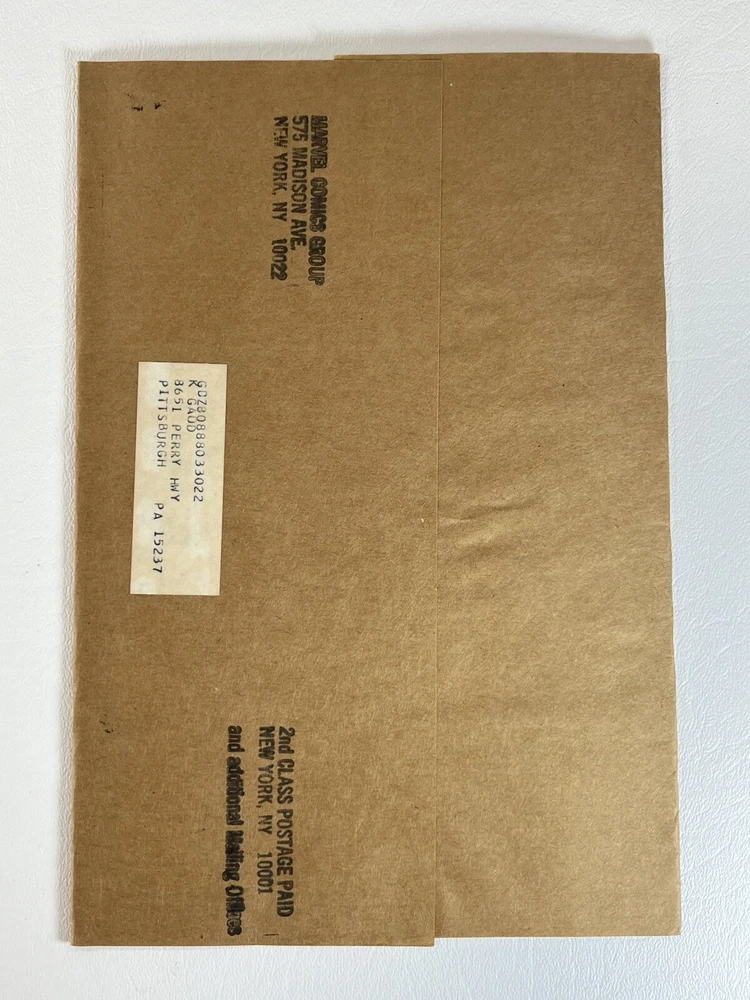 MARVEL COMICS GROUP
575 MADISON AVE.
NEW YORK, NY 10022
GDZ80888033022
K GAUD
8651 PERRY HWY
PITTSBURGH PA 15237
2nd CLASS POSTAGE PAID
NEW YORK, NY 10001
and additional Mailing Offices